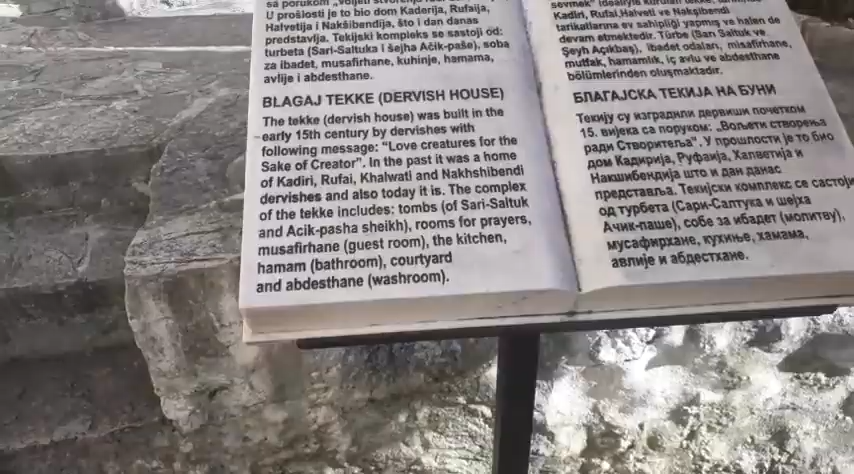 sa porukom „Voljeti stvorenja
U prošlosti je to bio dom Kaderija, Rufaija,
Halvetija i Nakšibendija, što i dan danas
predstavlja. Tekijski kompleks se sastoji od:
turbeta (Sari-Saltuka i šejha Ačik-paše), soba
za ibadet, musafirhane, kuhinje, hamama,
avlije i abdesthane.
BLAGAJ TEKKE (DERVISH HOUSE)
The tekke (dervish house) was built in the
early 15th century by dervishes with
following message: “Love creatures for the
Sake of Creator”. In the past it was a home
of Kadiri, Rufai, Khalwati and Nakhshibendi
dervishes and also today it is. The complex
of the tekke includes: tombs (of Sari-Saltuk
and Acik-pasha sheikh), rooms for prayers,
musafirhane (guest room), the kitchen,
hamam (bathroom), courtyard
and abdesthane (washroom).
sevmek” idealiyle kurulan tekke,
Kadiri, Rufai,Halveti ve Nakşibendi
tarikatlarına ev sahipliği yapmış ve halen de
devam etmektedir. Türbe (Sarı Saltuk ve
Şeyh Açıkbaş), ibadet odaları, misafirhane,
mutfak, hamamlık, iç avlu ve abdesthane
bölümlerinden oluşmaktadır.
БЛАГАЈСКА ТЕКИЈА НА БУНИ
Текију су изградили дервиши почетком
15. вијека са поруком: „Вољети створења
ради Створитеља”. У прошлости је то био
дом Кадирија, Руфаија, Халветија и
Накшибендија што и дан данас
представља. Текијски комплекс се састоји
од турбета (Сари-Салтука и шејха
Ачик-паше), собе за ибадет (молитву),
мусафирхане, кухиње, хамама,
авлије и абдестхане.